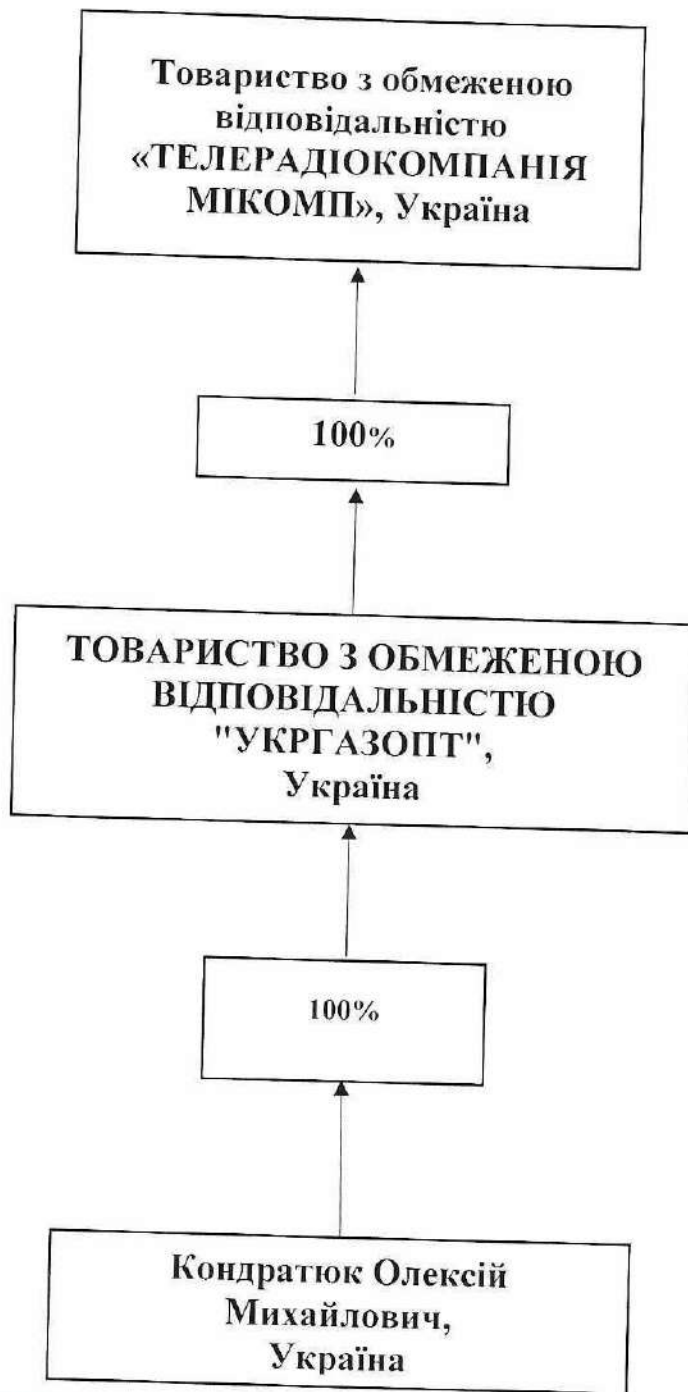 Товариство з обмеженою
відповідальністю
«ТЕЛЕРАДІОКОМПАНІЯ
МІКОМП», Україна
100%
ТОВАРИСТВО З ОБМЕЖЕНОЮ
ВІДПОВІДАЛЬНІСТЮ
"УКРГАЗОПТ",
Україна
100%
Кондратюк Олексій
Михайлович,
Україна